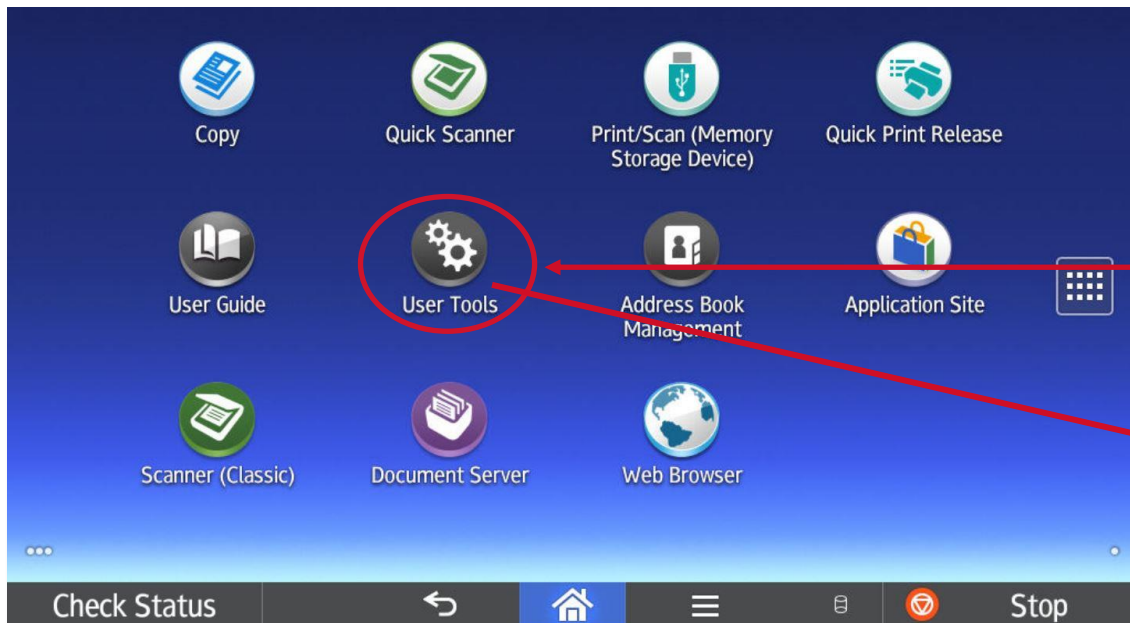 Copy
Quick Scanner
Print/Scan (Memory
Storage Device)
Quick Print Release
User Guide
User Tools
Address Book
Management
Application Site
Scanner (Classic)
Document Server
Web Browser
Check Status
Stop